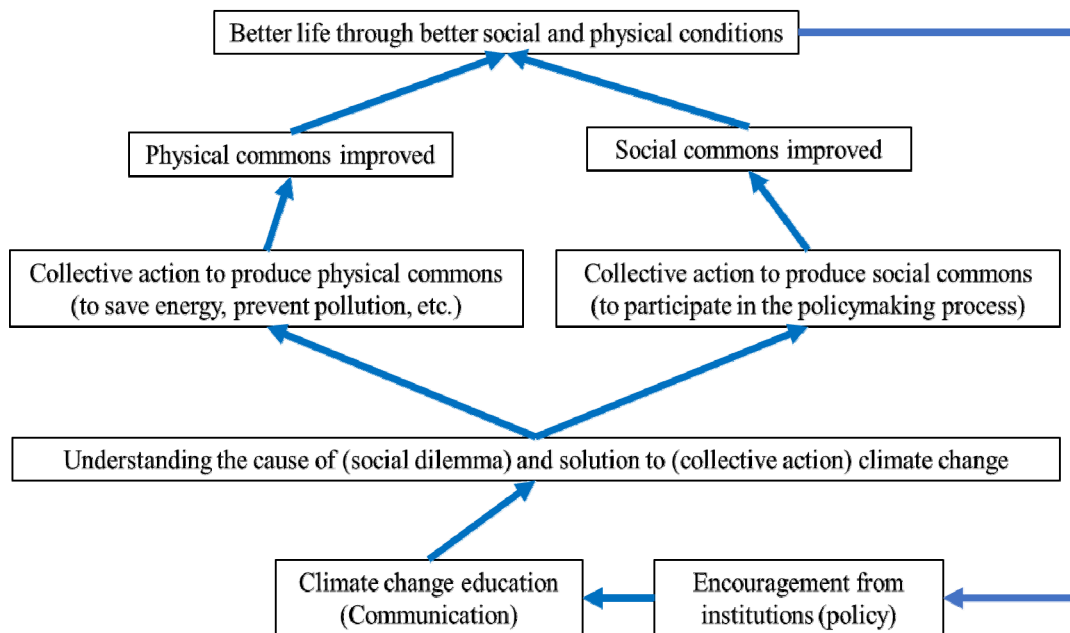 Better life through better social and physical conditions
Physical commons improved
Social commons improved
Collective action to produce physical commons
(to save energy, prevent pollution, etc.)
Collective action to produce social commons
(to participate in the policymaking process)
Understanding the cause of (social dilemma) and solution to (collective action) climate change
Climate change education
(Communication)
Encouragement from
institutions (policy)